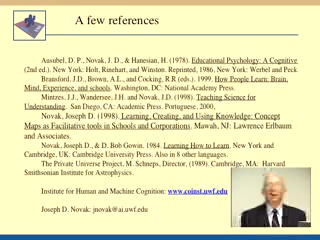 A few references
Ausubel, D. P., Novak, J. D., & Hanesian, H. (1978). Educational Psychology: A Cognitive
(2nd ed.). New York: Holt, Rinehart, and Winston. Reprinted, 1986, New York: Werbel and Peck
Bransford, J.D., Brown, A L., and Cocking, R R (eds.). 1999. How People Learn: Brain,
Mind, Experience, and schools. Washington, DC: National Academy Press.
Mintzes, J.J., Wandersee, J.H. and Novak, J.D. (1998). Teaching Science for
Understanding. San Diego, CA: Academic Press. Portuguese, 2000,
Novak, Joseph D. (1998). Learning, Creating, and Using Knowledge: Concept
Maps as Facilitative tools in Schools and Corporations. Mawah, NJ: Lawrence Erlbaum
and Associates.
Novak, Joseph D., & D. Bob Gowin. 1984. Learning How to Learn. New York and
Cambridge, UK: Cambridge University Press. Also in 8 other languages.
The Private Universe Project, M. Schneps, Director, (1989). Cambridge, MA: Harvard
Smithsonian Institute for Astrophysics.
Institute for Human and Machine Cognition: www.coinst.uwf.edu
Joseph D. Novak: jnovak@ai.uwf.edu